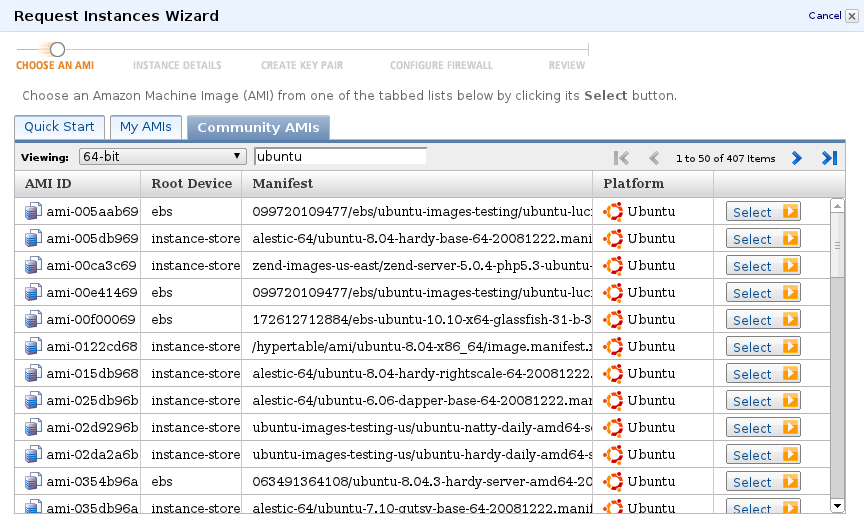 Request Instances Wizard
Cancel
CHOOSE AN AMI INSTANCE DETAILS CREATE KEY PAIR CONFIGURE FIREWALL REVIEW
Choose an Amazon Machine Image (AMI) from one of the tabbed lists below by clicking its Select button.
Quick Start My AMIs Community AMIs
Viewing: 64-bit ubuntu 1 to 50 of 407 Items
AMI ID Root Device Manifest Platform
ami-005aab69 ebs 099720109477/ebs/ubuntu-images-testing/ubuntu-luci Ubuntu Select
ami-005db969 instance-store alestic-64/ubuntu-8.04-hardy-base-64-20081222.mani Ubuntu Select
ami-00ca3c69 instance-store zend-images-us-east/zend-server-5.0.4-php5.3-ubuntu- Ubuntu Select
ami-00e41469 ebs 099720109477/ebs/ubuntu-images-testing/ubuntu-luci Ubuntu Select
ami-00f00069 ebs 172612712884/ebs-ubuntu-10.10-x64-glassfish-31-b-3 Ubuntu Select
ami-0122cd68 instance-store /hypertable/ami/ubuntu-8.04-x86_64/image.manifest.x Ubuntu Select
ami-015db968 instance-store alestic-64/ubuntu-8.04-hardy-rightscale-64-20081222. Ubuntu Select
ami-025db96b instance-store alestic-64/ubuntu-6.06-dapper-base-64-20081222.man Ubuntu Select
ami-02d9296b instance-store ubuntu-images-testing-us/ubuntu-natty-daily-amd64-se Ubuntu Select
ami-02da2a6b instance-store ubuntu-images-testing-us/ubuntu-hardy-daily-amd64-s Ubuntu Select
ami-0354b96a ebs 063491364108/ubuntu-8.04.3-hardy-server-amd64-20 Ubuntu Select
ami-035db96a instance-store alestic-64/ubuntu-7.10-gutsy-base-64-20081222.manif Ubuntu Select